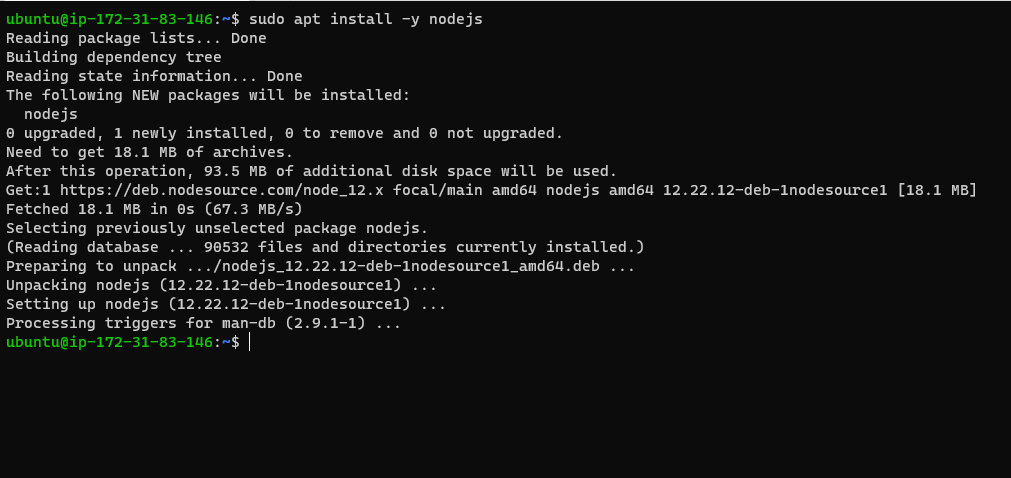 ubuntu@ip-172-31-83-146:~$ sudo apt install -y nodejs
Reading package lists... Done
Building dependency tree
Reading state information... Done
The following NEW packages will be installed:
  nodejs
0 upgraded, 1 newly installed, 0 to remove and 0 not upgraded.
Need to get 18.1 MB of archives.
After this operation, 93.5 MB of additional disk space will be used.
Get:1 https://deb.nodesource.com/node_12.x focal/main amd64 nodejs amd64 12.22.12-deb-1nodesource1 [18.1 MB]
Fetched 18.1 MB in 0s (67.3 MB/s)
Selecting previously unselected package nodejs.
(Reading database ... 90532 files and directories currently installed.)
Preparing to unpack .../nodejs_12.22.12-deb-1nodesource1_amd64.deb ...
Unpacking nodejs (12.22.12-deb-1nodesource1) ...
Setting up nodejs (12.22.12-deb-1nodesource1) ...
Processing triggers for man-db (2.9.1-1) ...
ubuntu@ip-172-31-83-146:~$